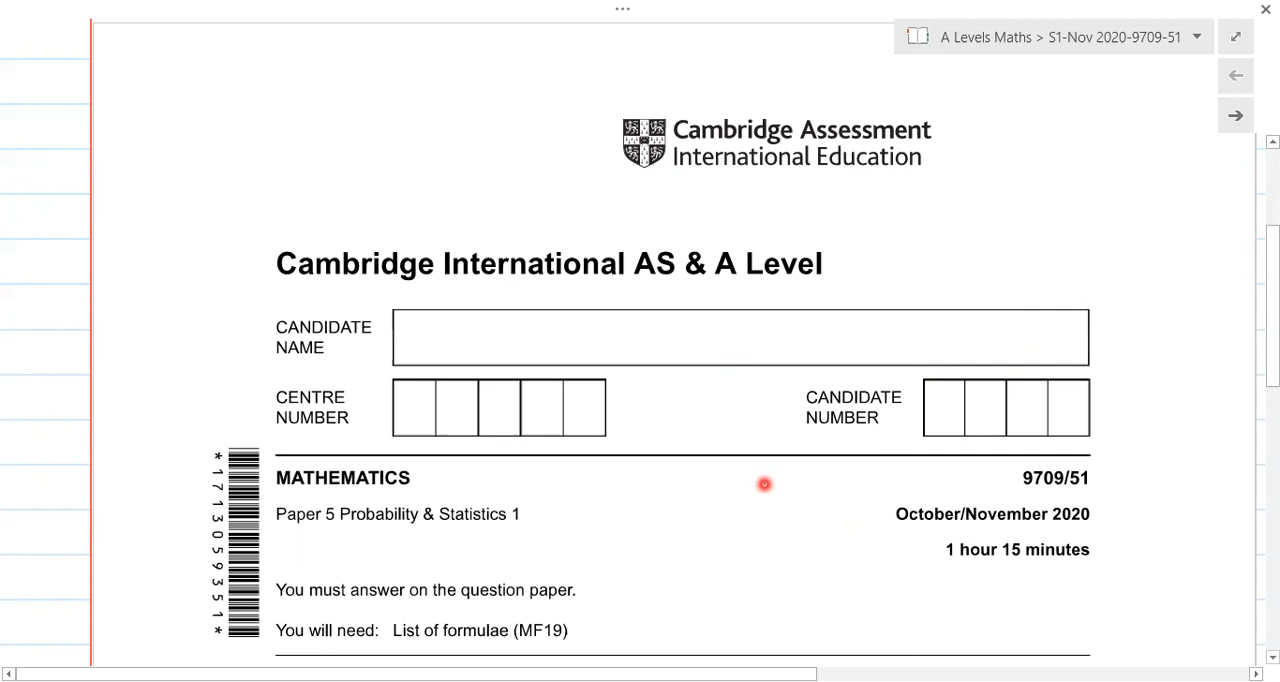 A Levels Maths > S1-Nov 2020-9709-51
Cambridge Assessment
International Education
Cambridge International AS & A Level
CANDIDATE
NAME
CENTRE
NUMBER
CANDIDATE
NUMBER
MATHEMATICS
9709/51
Paper 5 Probability & Statistics 1
October/November 2020
1 hour 15 minutes
You must answer on the question paper.
You will need: List of formulae (MF19)
*1713059351*